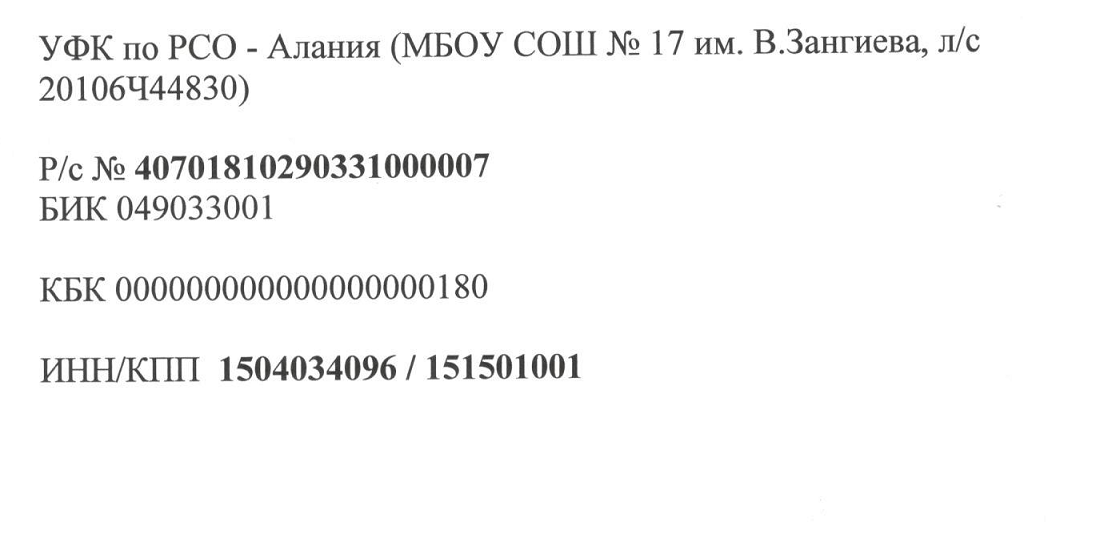 УФК по РСО - Алания (МБОУ СОШ № 17 им. В.Зангиева, л/с
20106Ч44830)
Р/с № 40701810290331000007
БИК 049033001
КБК 00000000000000000180
ИНН/КПП 1504034096 / 151501001